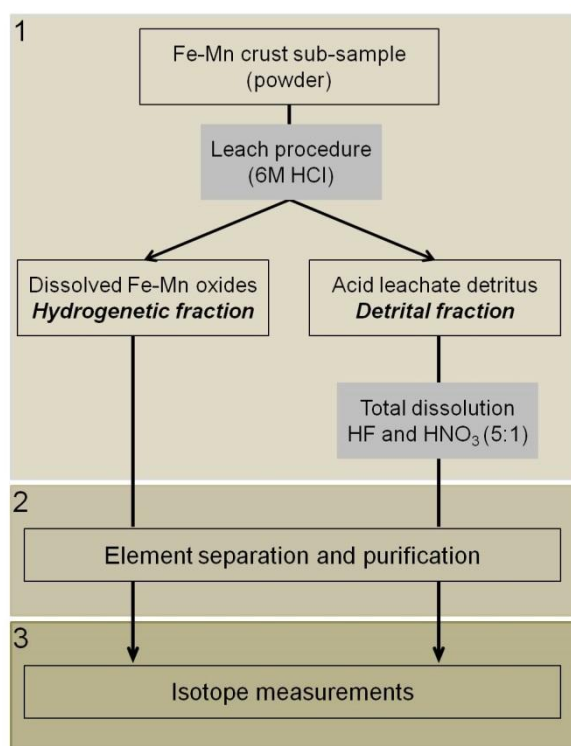 1
Fe-Mn crust sub-sample
(powder)
Leach procedure
(6M HCl)
Dissolved Fe-Mn oxides
Hydrogenetic fraction
Acid leachate detritus
Detrital fraction
Total dissolution
HF and HNO₃ (5:1)
2
Element separation and purification
3
Isotope measurements